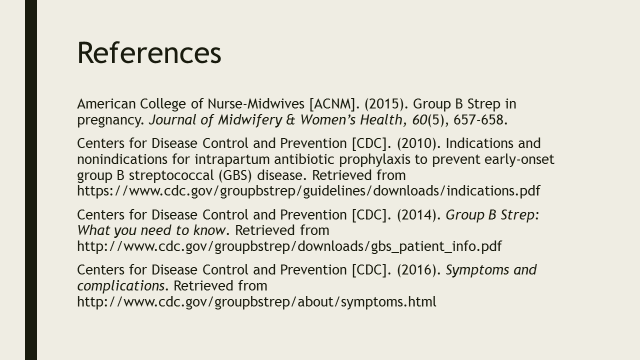 References
American College of Nurse-Midwives [ACNM]. (2015). Group B Strep in
pregnancy. Journal of Midwifery & Women's Health, 60(5), 657-658.
Centers for Disease Control and Prevention [CDC]. (2010). Indications and
nonindications for intrapartum antibiotic prophylaxis to prevent early-onset
group B streptococcal (GBS) disease. Retrieved from
https://www.cdc.gov/groupbstrep/guidelines/downloads/indications.pdf
Centers for Disease Control and Prevention [CDC]. (2014). Group B Strep:
What you need to know. Retrieved from
http://www.cdc.gov/groupbstrep/downloads/gbs_patient_info.pdf
Centers for Disease Control and Prevention [CDC]. (2016). Symptoms and
complications. Retrieved from
http://www.cdc.gov/groupbstrep/about/symptoms.html